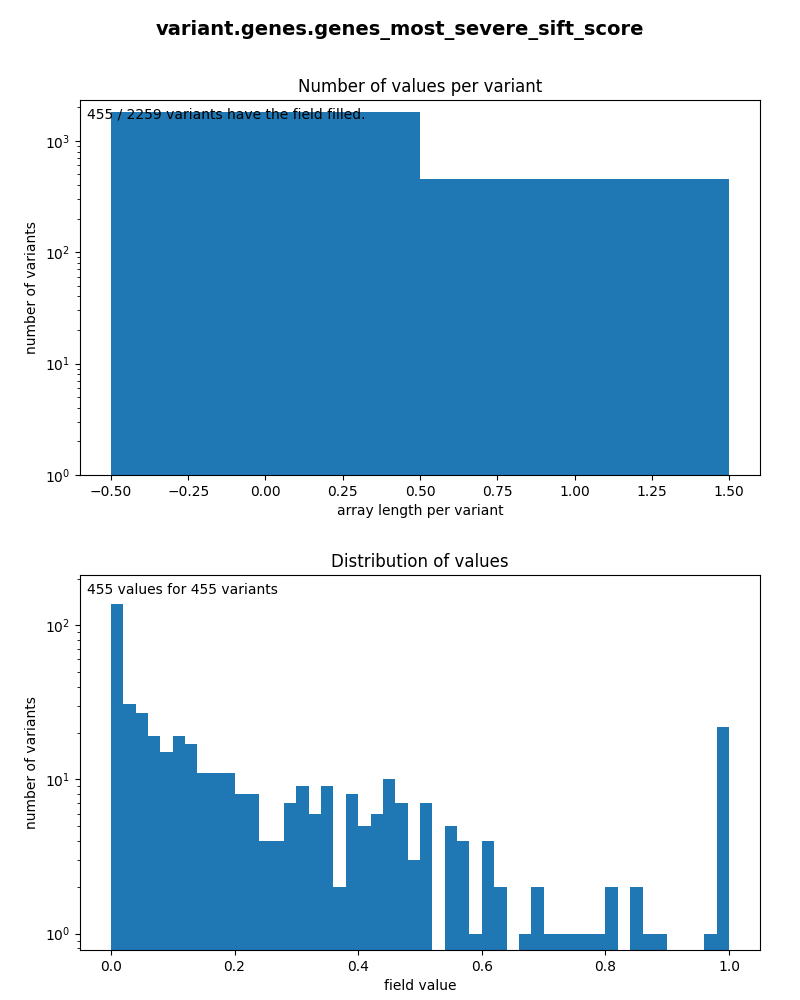 variant.genes.genes_most_severe_sift_score
Number of values per variant
455 / 2259 variants have the field filled.
number of variants
10³
10²
10¹
10⁰
−0.50 −0.25 0.00 0.25 0.50 0.75 1.00 1.25 1.50
array length per variant
Distribution of values
455 values for 455 variants
number of variants
10²
10¹
10⁰
0.0 0.2 0.4 0.6 0.8 1.0
field value